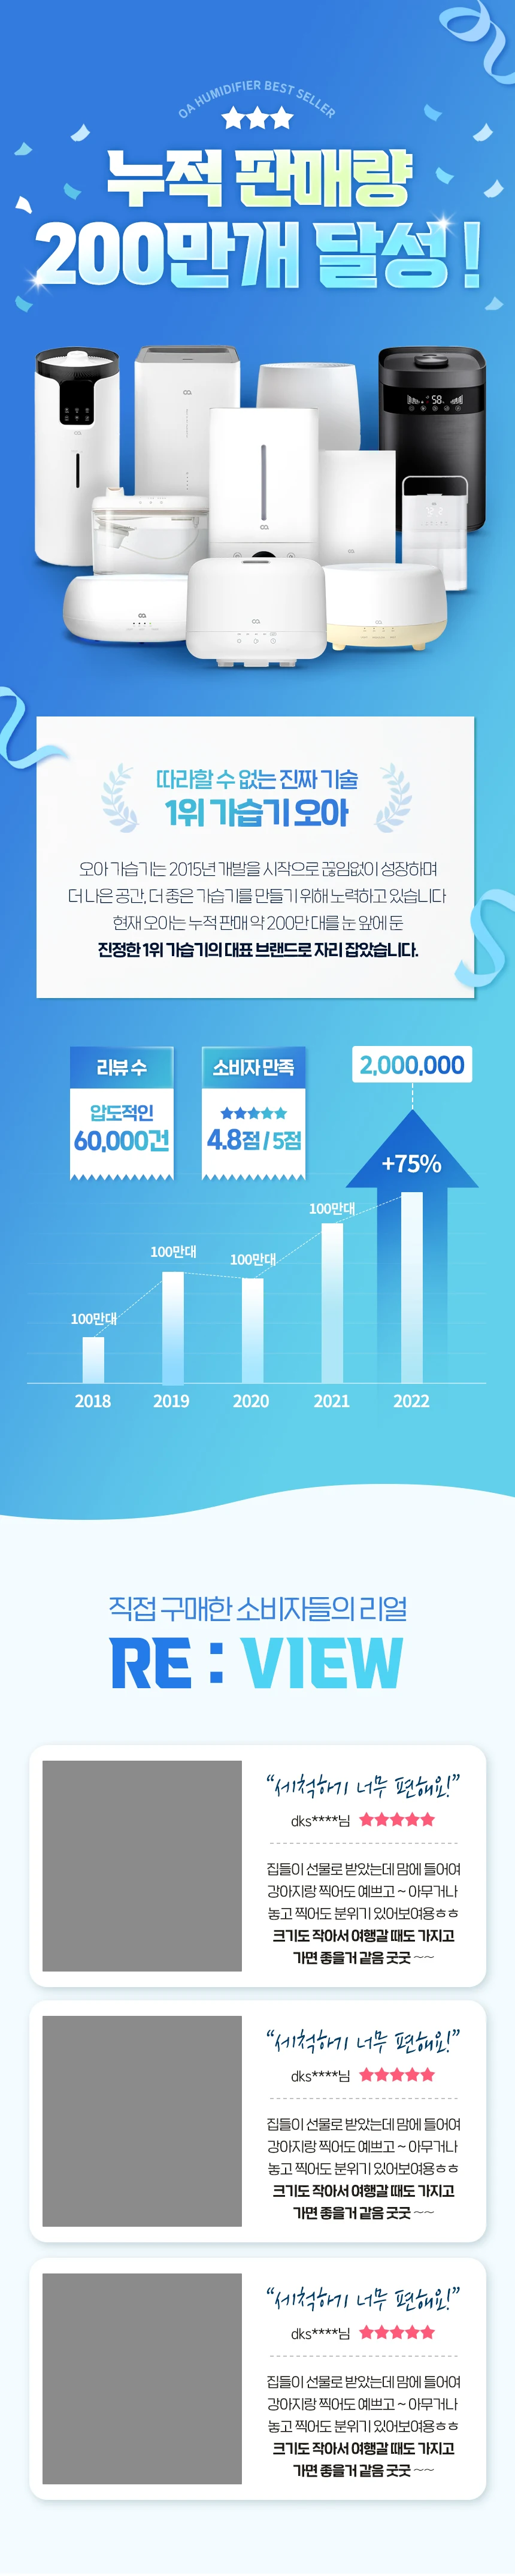 OA HUMIDIFIER BEST SELLER
누적 판매량
200만개 달성!
58
따라할 수 없는 진짜 기술
1위 가습기 오아
오아 가습기는 2015년 개발을 시작으로 끊임없이 성장하며
더 나은 공간, 더 좋은 가습기를 만들기 위해 노력하고 있습니다
현재 오아는 누적 판매 약 200만 대를 눈 앞에 둔
진정한 1위 가습기의 대표 브랜드로 자리 잡았습니다.
리뷰 수
압도적인
60,000건
소비자 만족
4.8점 / 5점
2,000,000
+75%
100만대
100만대
100만대
100만대
2018 2019 2020 2021 2022
직접 구매한 소비자들의 리얼
RE : VIEW
“세척하기 너무 편해요!”
dks****님
집들이 선물로 받았는데 맘에 들어여
강아지랑 찍어도 예쁘고 ~ 아무거나
놓고 찍어도 분위기 있어보여용ㅎㅎ
크기도 작아서 여행갈 때도 가지고
가면 좋을거 같음 굿굿 ~~
“세척하기 너무 편해요!”
dks****님
집들이 선물로 받았는데 맘에 들어여
강아지랑 찍어도 예쁘고 ~ 아무거나
놓고 찍어도 분위기 있어보여용ㅎㅎ
크기도 작아서 여행갈 때도 가지고
가면 좋을거 같음 굿굿 ~~
“세척하기 너무 편해요!”
dks****님
집들이 선물로 받았는데 맘에 들어여
강아지랑 찍어도 예쁘고 ~ 아무거나
놓고 찍어도 분위기 있어보여용ㅎㅎ
크기도 작아서 여행갈 때도 가지고
가면 좋을거 같음 굿굿 ~~